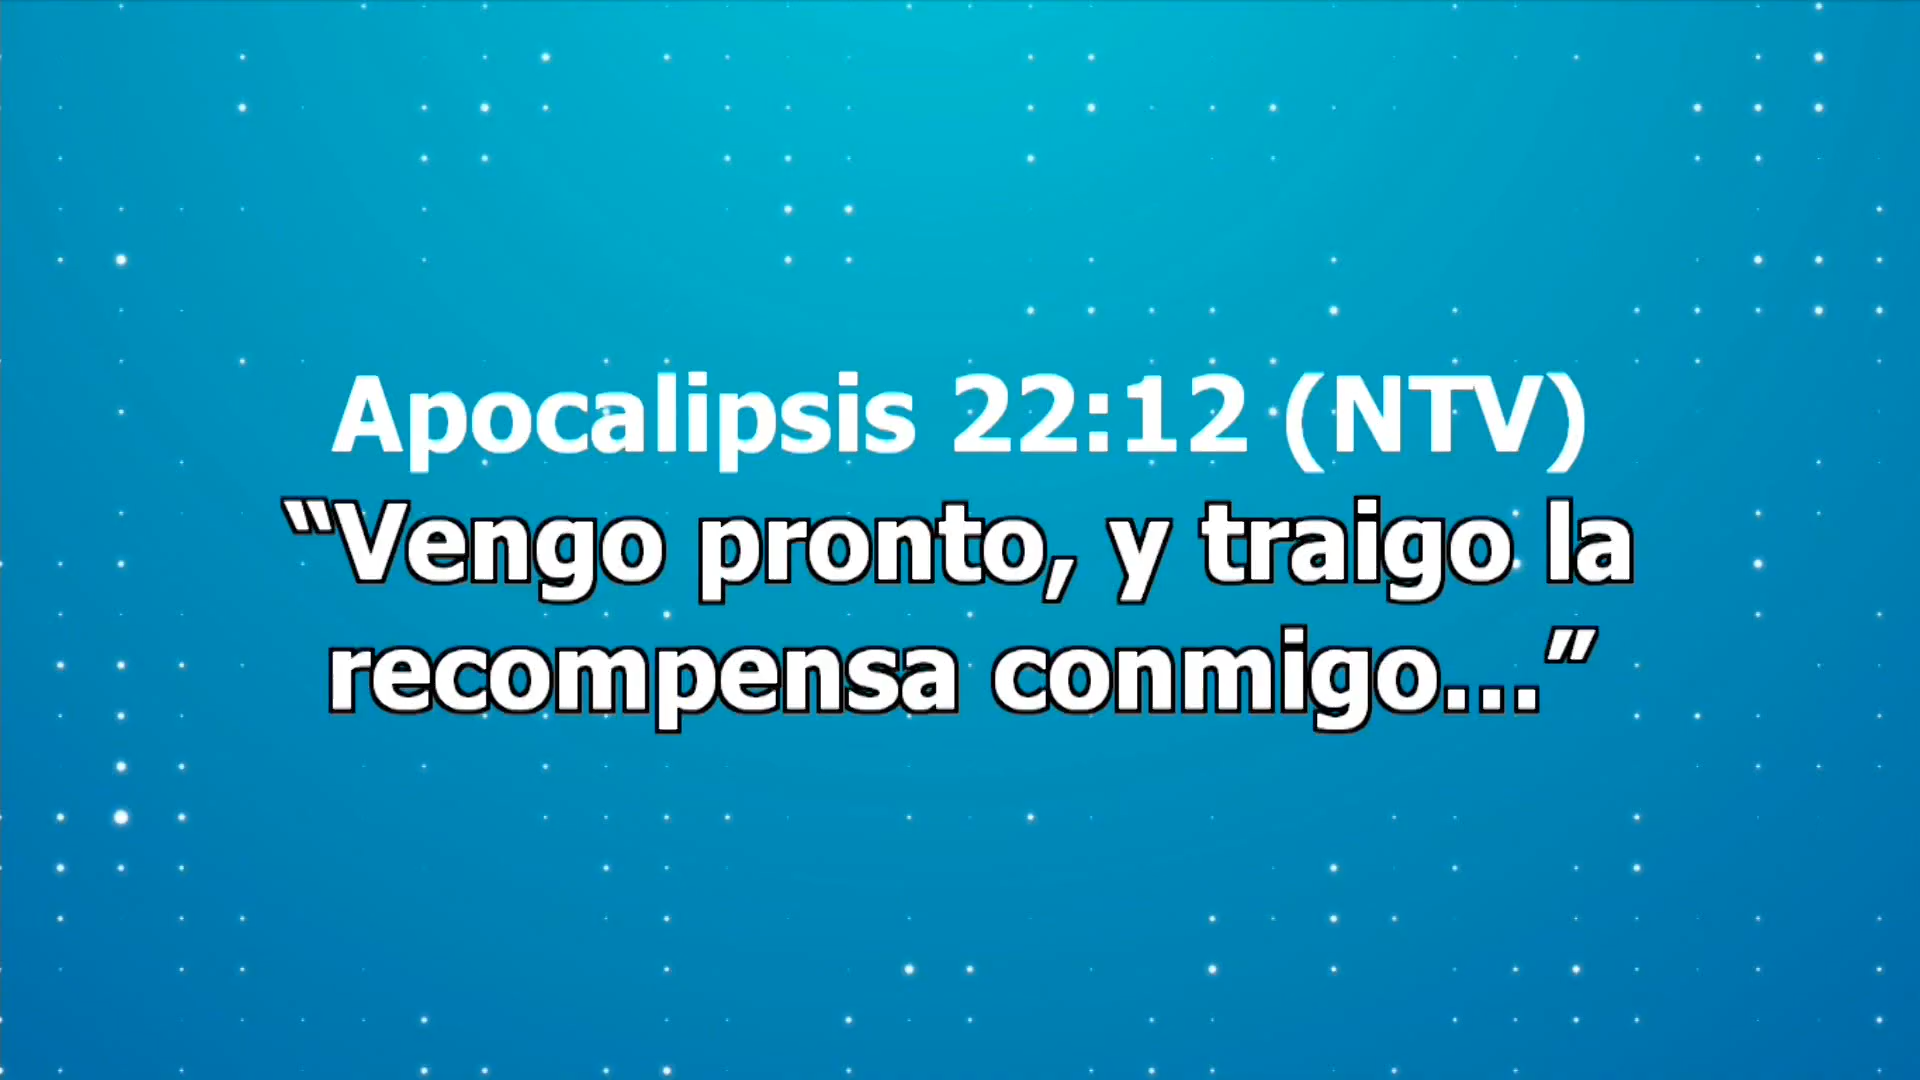 Apocalipsis 22:12 (NTV)
“Vengo pronto, y traigo la
recompensa conmigo...”